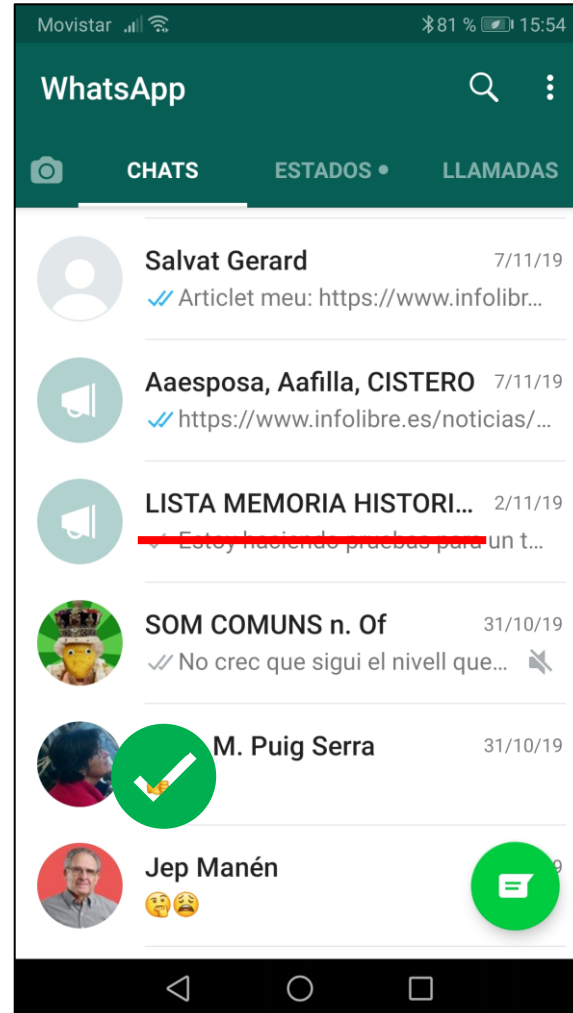 Movistar 81 % 15:54
WhatsApp
CHATS ESTADOS LLAMADAS
Salvat Gerard 7/11/19
Articlet meu: https://www.infolibr...
Aaesposa, Aafilla, CISTERO 7/11/19
https://www.infolibre.es/noticias/...
LISTA MEMORIA HISTORI... 2/11/19
Estoy haciendo pruebas para un t...
SOM COMUNS n. Of 31/10/19
No crec que sigui el nivell que...
M. Puig Serra 31/10/19
Jep Manén 9
🤔😩